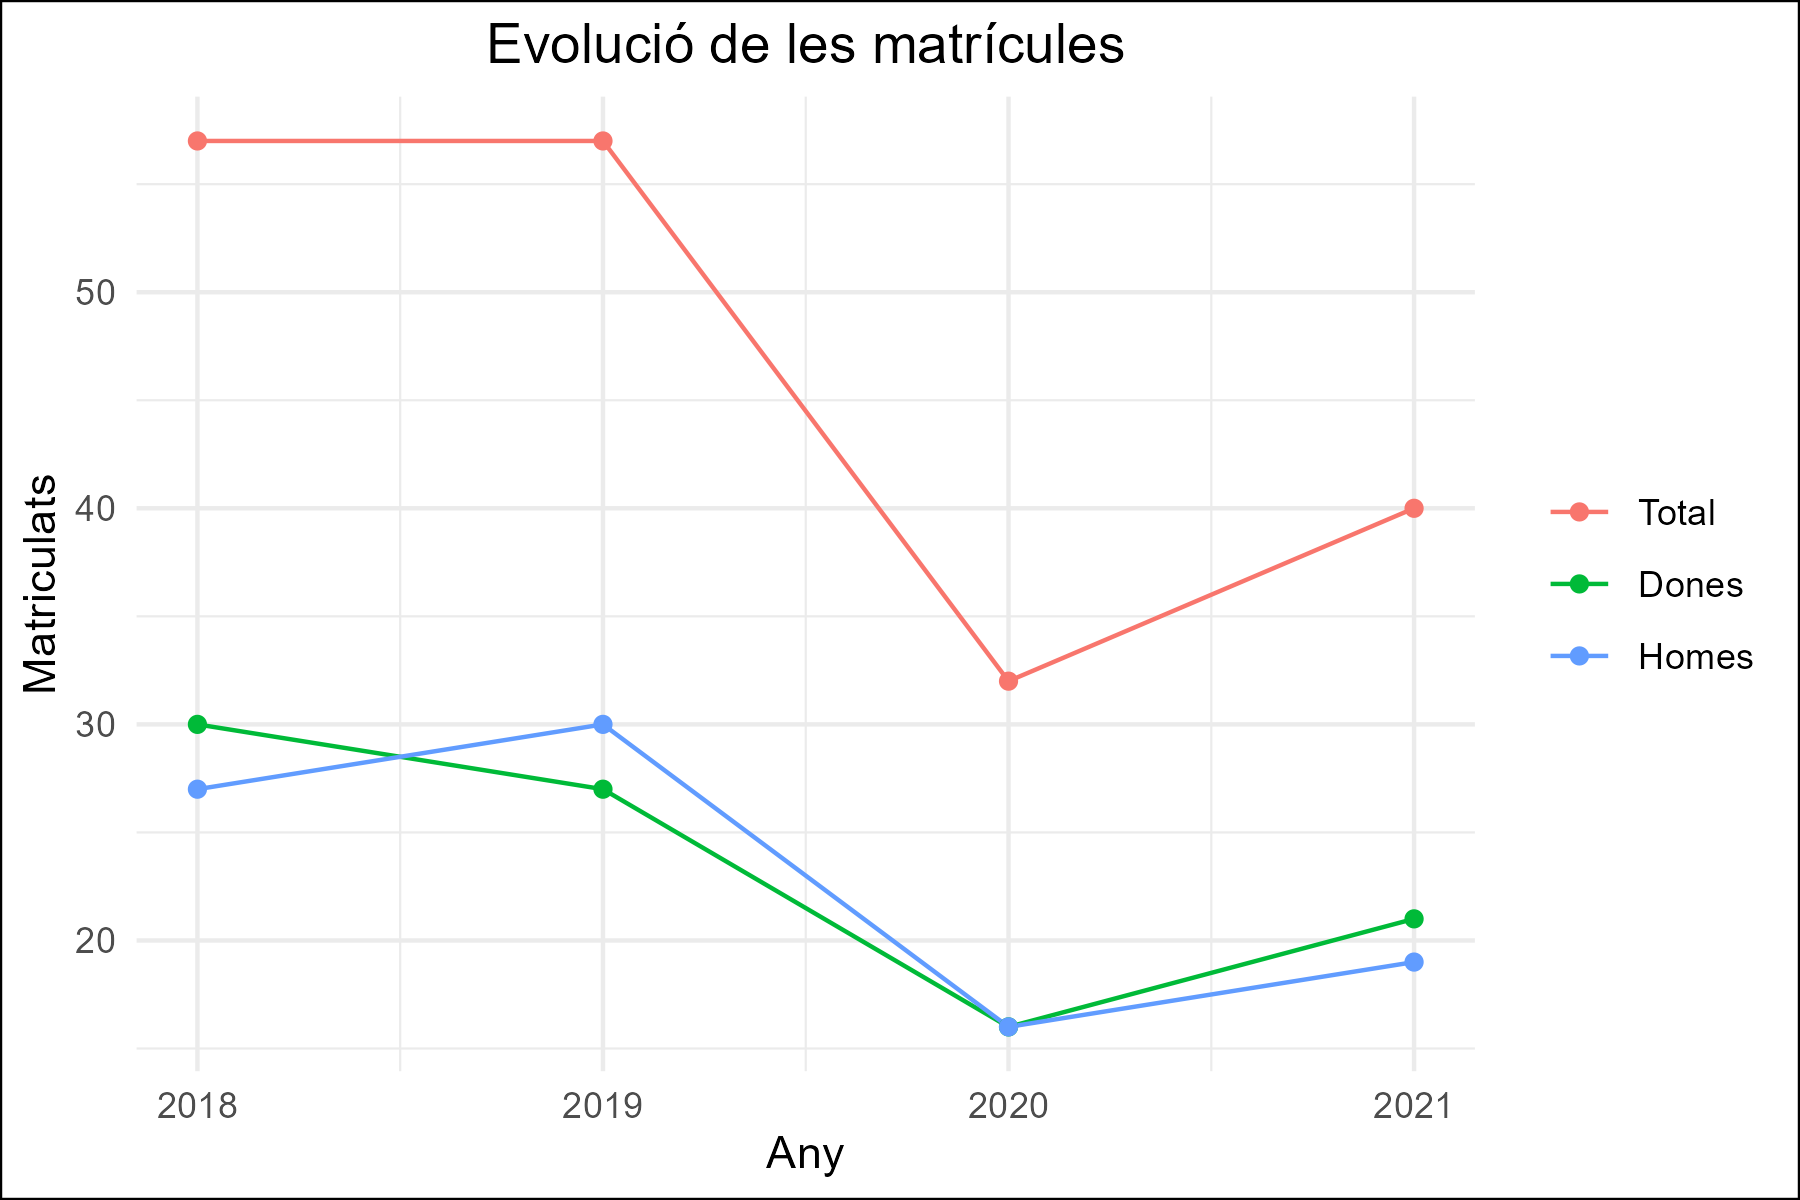 Evolució de les matrícules
Matriculats
50
40
30
20
2018
2019
2020
2021
Any
Total
Dones
Homes